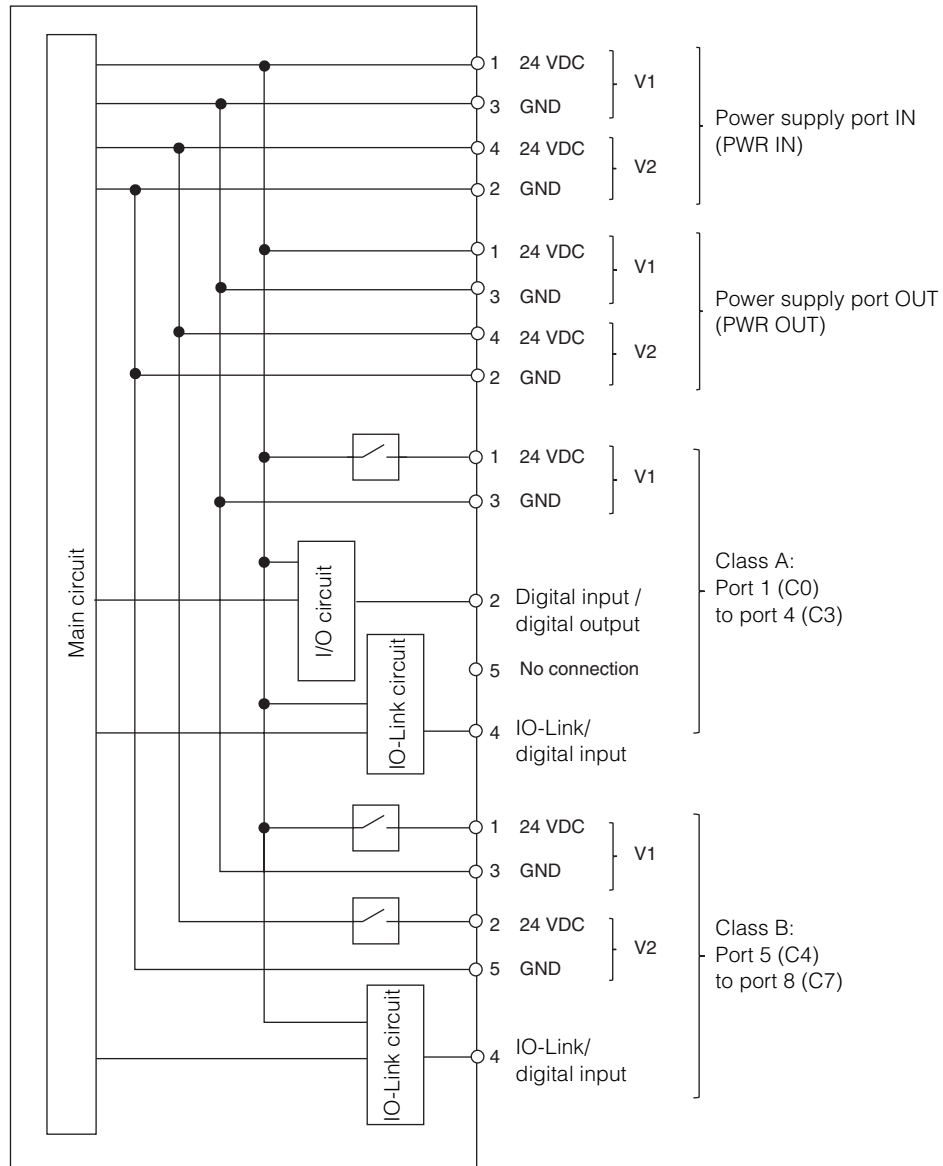 Main circuit
1 24 VDC
3 GND
V1
4 24 VDC
2 GND
V2
Power supply port IN
(PWR IN)
1 24 VDC
3 GND
V1
4 24 VDC
2 GND
V2
Power supply port OUT
(PWR OUT)
1 24 VDC
3 GND
V1
I/O circuit
2 Digital input /
digital output
5 No connection
IO-Link circuit
4 IO-Link/
digital input
Class A:
Port 1 (C0)
to port 4 (C3)
1 24 VDC
3 GND
V1
2 24 VDC
5 GND
V2
IO-Link circuit
4 IO-Link/
digital input
Class B:
Port 5 (C4)
to port 8 (C7)